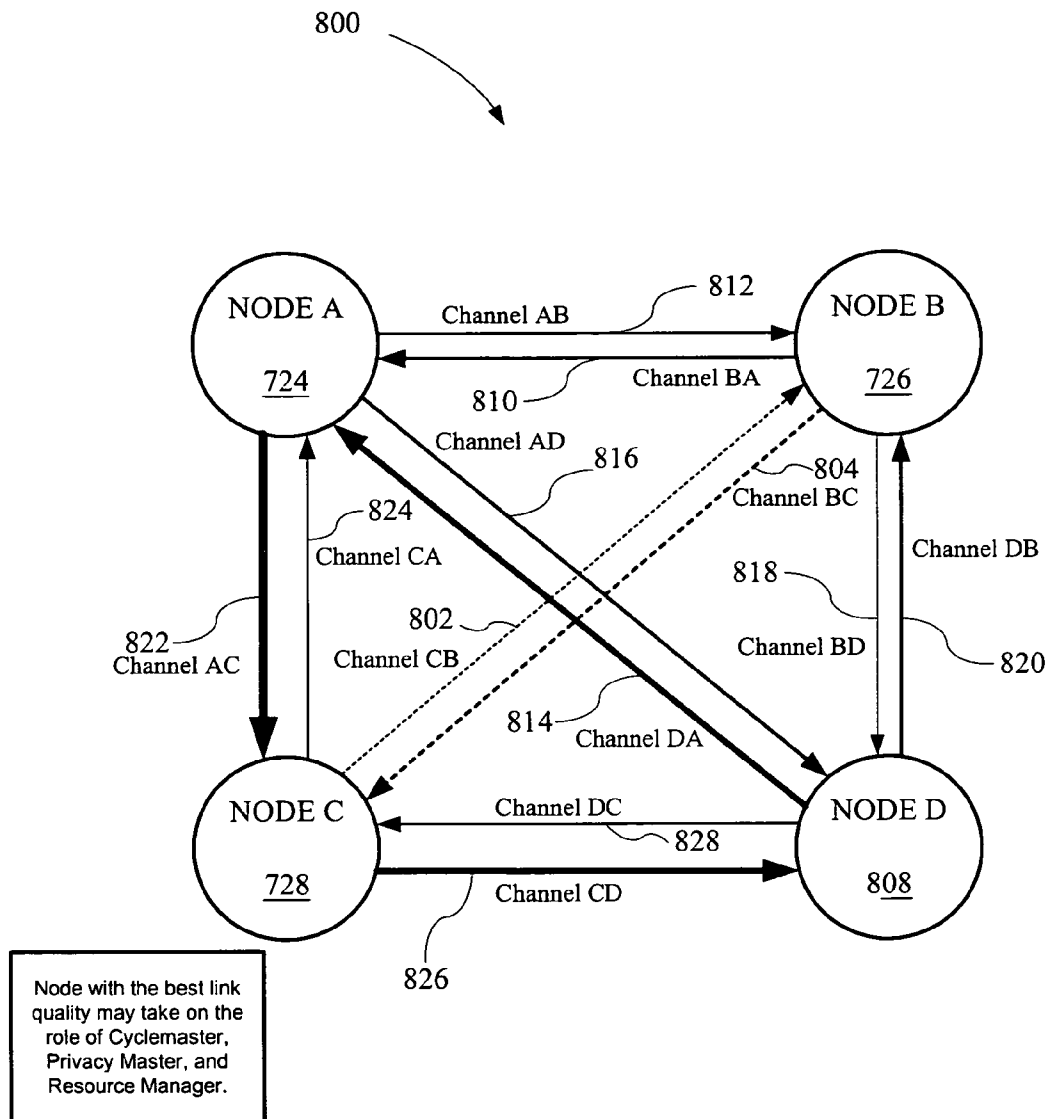 800
812
NODE A
Channel AB
NODE B
724
810
Channel BA
726
Channel AD
816
804
Channel BC
824
Channel CA
Channel DB
818
822
802
Channel BD
820
Channel AC
Channel CB
814
Channel DA
NODE C
Channel DC
NODE D
828
728
Channel CD
808
826
Node with the best link
quality may take on the
role of Cyclemaster,
Privacy Master, and
Resource Manager.